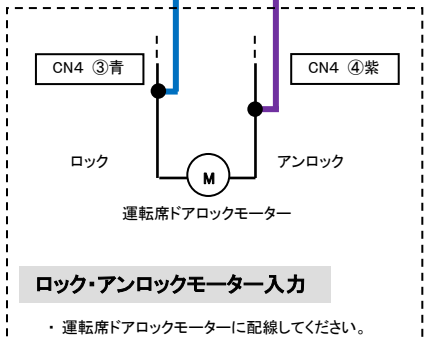 CN4 ③青
CN4 ④紫
ロック
アンロック
M
運転席ドアロックモーター
ロック・アンロックモーター入力
・ 運転席ドアロックモーターに配線してください。